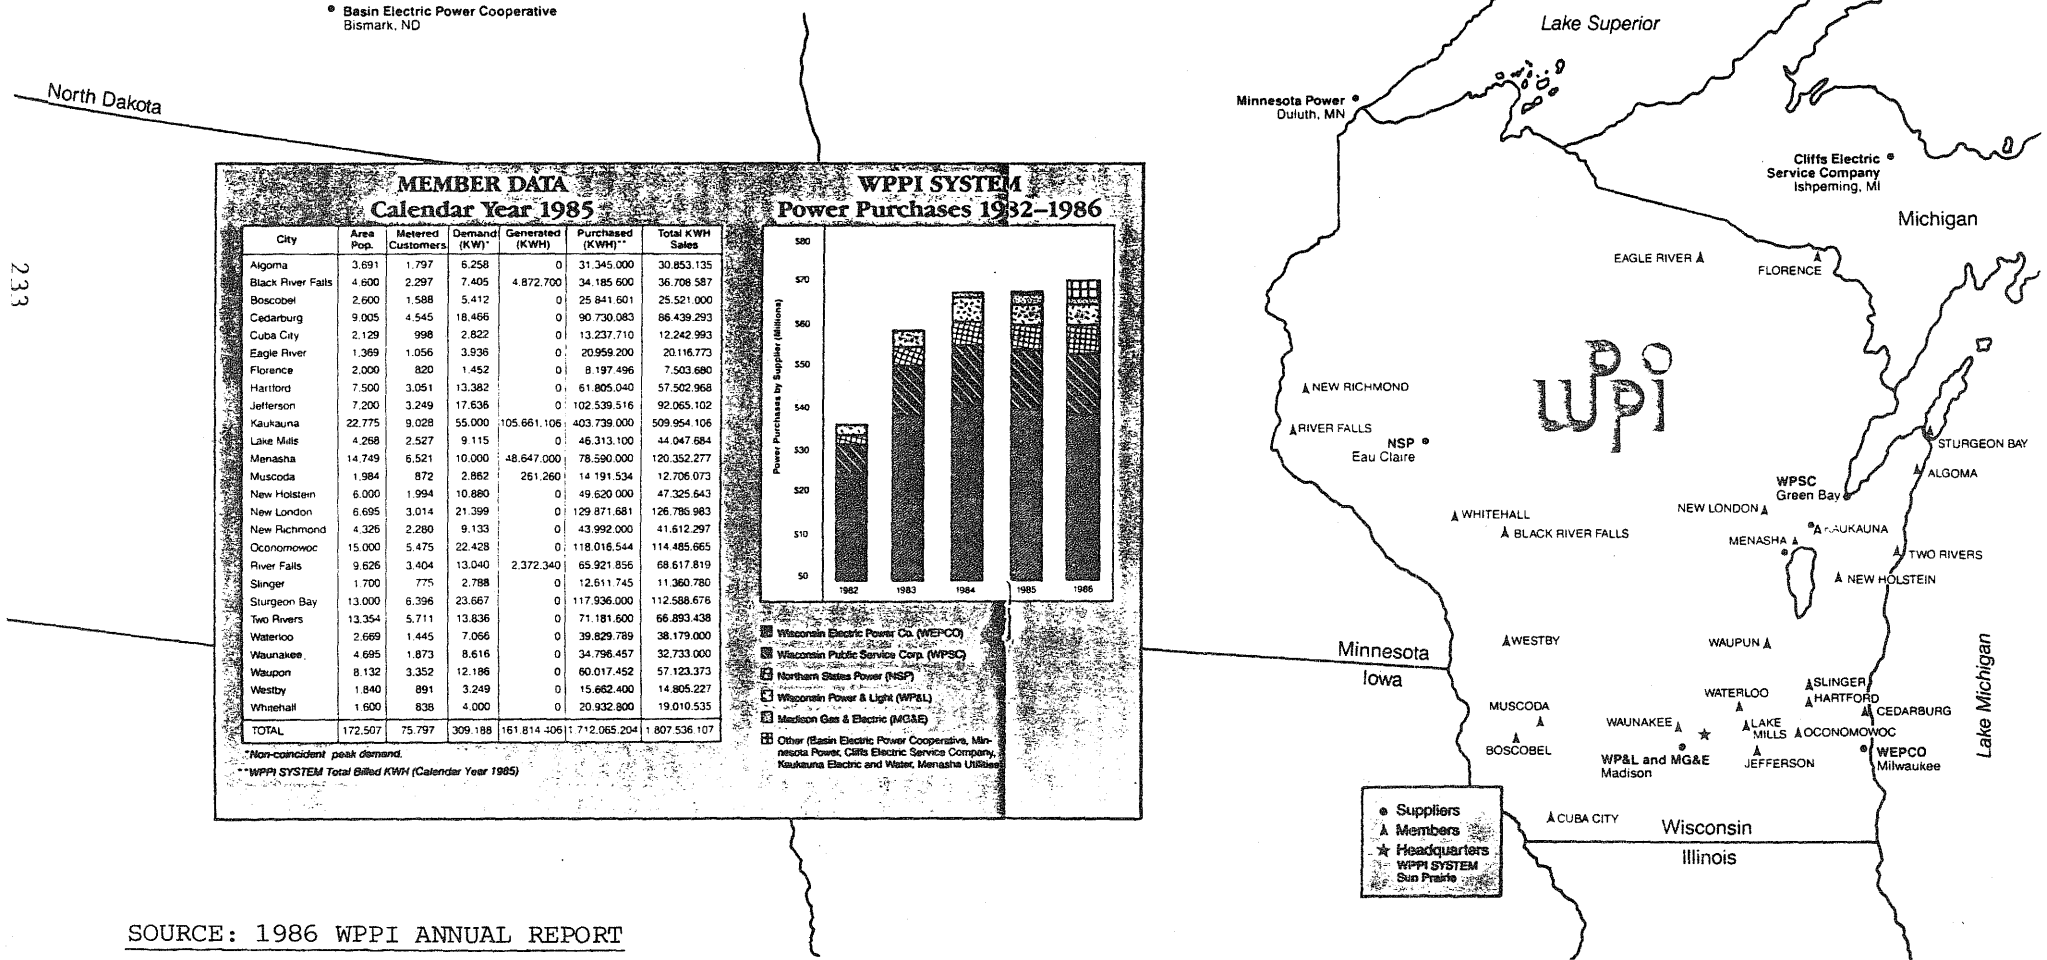 Basin Electric Power Cooperative
Bismark, ND
North Dakota
233
MEMBER DATA
Calendar Year 1985
City Area Pop. Metered Customers Demand (KW)* Generated (KWH) Purchased (KWH)** Total KWH Sales
Algoma 3.691 1.797 6.258 0 31.345.000 30.853.135
Black River Falls 4.600 2.297 7.405 4.872.700 34.185 600 36.708 587
Boscobel 2.600 1.588 5.412 0 25 841.601 25.521.000
Cedarburg 9.005 4.545 18.466 0 90.730.083 86.439.293
Cuba City 2.129 998 2.822 0 13.237.710 12.242.993
Eagle River 1.369 1.056 3.936 0 20.959.200 20.116.773
Florence 2.000 820 1.452 0 8.197.496 7.503.680
Hartford 7.500 3.051 13.382 0 61.805.040 57.502.968
Jefferson 7.200 3.249 17.636 0 102.539.516 92.065.102
Kaukauna 22.775 9.028 55.000 105.661.106 403.739.000 509.954.106
Lake Mills 4.268 2.527 9.115 0 46.313.100 44.047.684
Menasha 14.749 6.521 10.000 48.647.000 78.590.000 120.352.277
Muscoda 1.984 872 2.862 261.260 14 191.534 12.706.073
New Holstein 6.000 1.994 10.880 0 49.620 000 47.325.643
New London 6.695 3.014 21.399 0 129 871.681 126.785.983
New Richmond 4.326 2.280 9.133 0 43.992.000 41.612.297
Oconomowoc 15.000 5.475 22.428 0 118.016.544 114.485.665
River Falls 9.626 3.404 13.040 2.372.340 65.921.856 68.617.819
Slinger 1.700 775 2.788 0 12.611.745 11.360.780
Sturgeon Bay 13.000 6.396 23.667 0 117.936.000 112.588.676
Two Rivers 13.354 5.711 13.836 0 71.181.600 66.893.438
Waterloo 2.669 1.445 7.066 0 39.829.789 38.179.000
Waunakee 4.695 1.873 8.616 0 34.796.457 32.733.000
Waupon 8.132 3.352 12.186 0 60.017.452 57.123.373
Westby 1.840 891 3.249 0 15.662.400 14.805.227
Whitehall 1.600 838 4.000 0 20.932.800 19.010.535
TOTAL 172.507 75.797 309.188 161.814 406 1 712.065.204 1 807.536 107
*Non-coincident peak demand.
**WPPI SYSTEM Total Billed KWH (Calendar Year 1985)
WPPI SYSTEM
Power Purchases 1982–1986
Power Purchases by Supplier (Millions)
$80
$70
$60
$50
$40
$30
$20
$10
$0
1982 1983 1984 1985 1986
Wisconsin Electric Power Co. (WEPCO)
Wisconsin Public Service Corp. (WPSC)
Northern States Power (NSP)
Wisconsin Power & Light (WP&L)
Madison Gas & Electric (MG&E)
Other (Basin Electric Power Cooperative, Min-
nesota Power, Cliffs Electric Service Company,
Kaukauna Electric and Water, Menasha Utilities
Lake Superior
Minnesota Power
Duluth, MN
Cliffs Electric
Service Company
Ishpeming, MI
Michigan
EAGLE RIVER
FLORENCE
wppi
NEW RICHMOND
RIVER FALLS
NSP
Eau Claire
STURGEON BAY
ALGOMA
WPSC
Green Bay
NEW LONDON
WHITEHALL
BLACK RIVER FALLS
KAUKAUNA
MENASHA
TWO RIVERS
NEW HOLSTEIN
WESTBY
WAUPUN
Minnesota
Iowa
Lake Michigan
SLINGER
HARTFORD
WATERLOO
CEDARBURG
MUSCODA
WAUNAKEE
LAKE
MILLS
OCONOMOWOC
BOSCOBEL
WP&L and MG&E
Madison
JEFFERSON
WEPCO
Milwaukee
Suppliers
Members
Headquarters
WPPI SYSTEM
Sun Prairie
CUBA CITY
Wisconsin
Illinois
SOURCE: 1986 WPPI ANNUAL REPORT